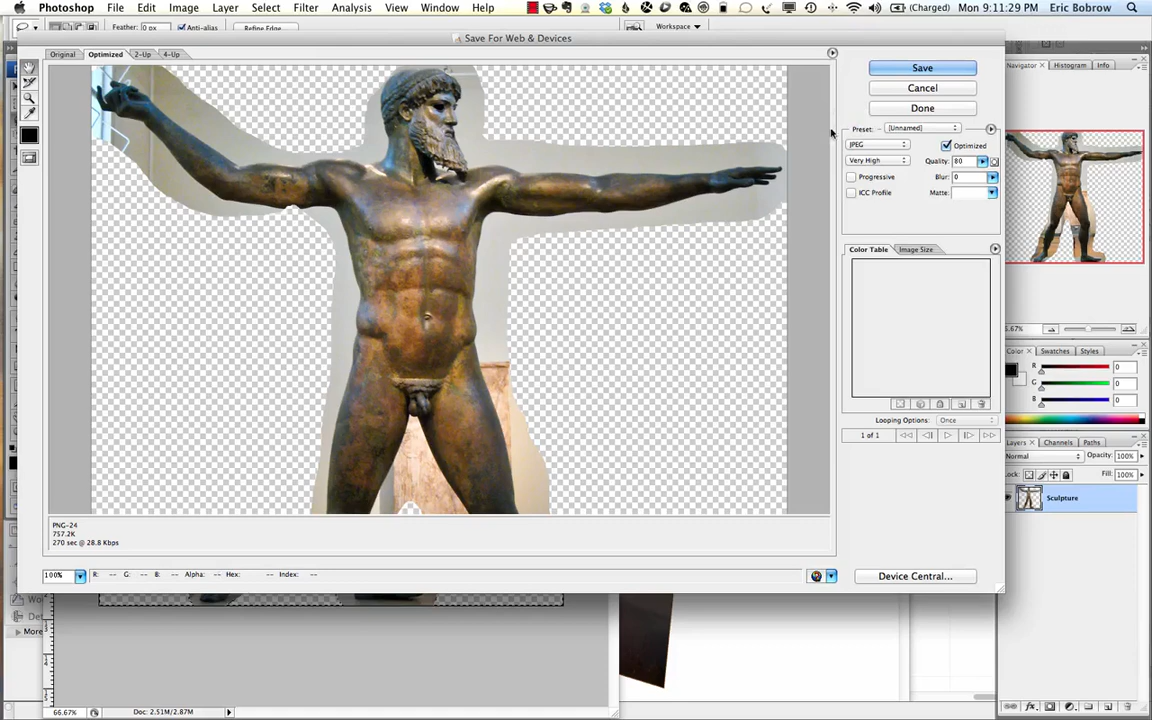 Photoshop File Edit Image Layer Select Filter Analysis View Window Help (Charged) Mon 9:11:29 PM Eric Bobrow
Feather: 0 px Anti-alias Refine Edge... Workspace
Save For Web & Devices
Original Optimized 2-Up 4-Up
Save
Cancel
Done
Preset: [Unnamed]
JPEG Optimized
Very High Quality: 80
Progressive Blur: 0
ICC Profile Matte:
Color Table Image Size
Looping Options: Once
1 of 1
PNG-24
757.2K
270 sec @ 28.8 Kbps
100% R: -- G: -- B: -- Alpha: -- Hex: -- Index: --
Device Central...
Navigator Histogram Info
Color Swatches Styles
R 0
G 0
B 0
Layers Channels Paths
Normal Opacity: 100%
Fill: 100%
Sculpture
More
66.67% Doc: 2.51M/2.87M